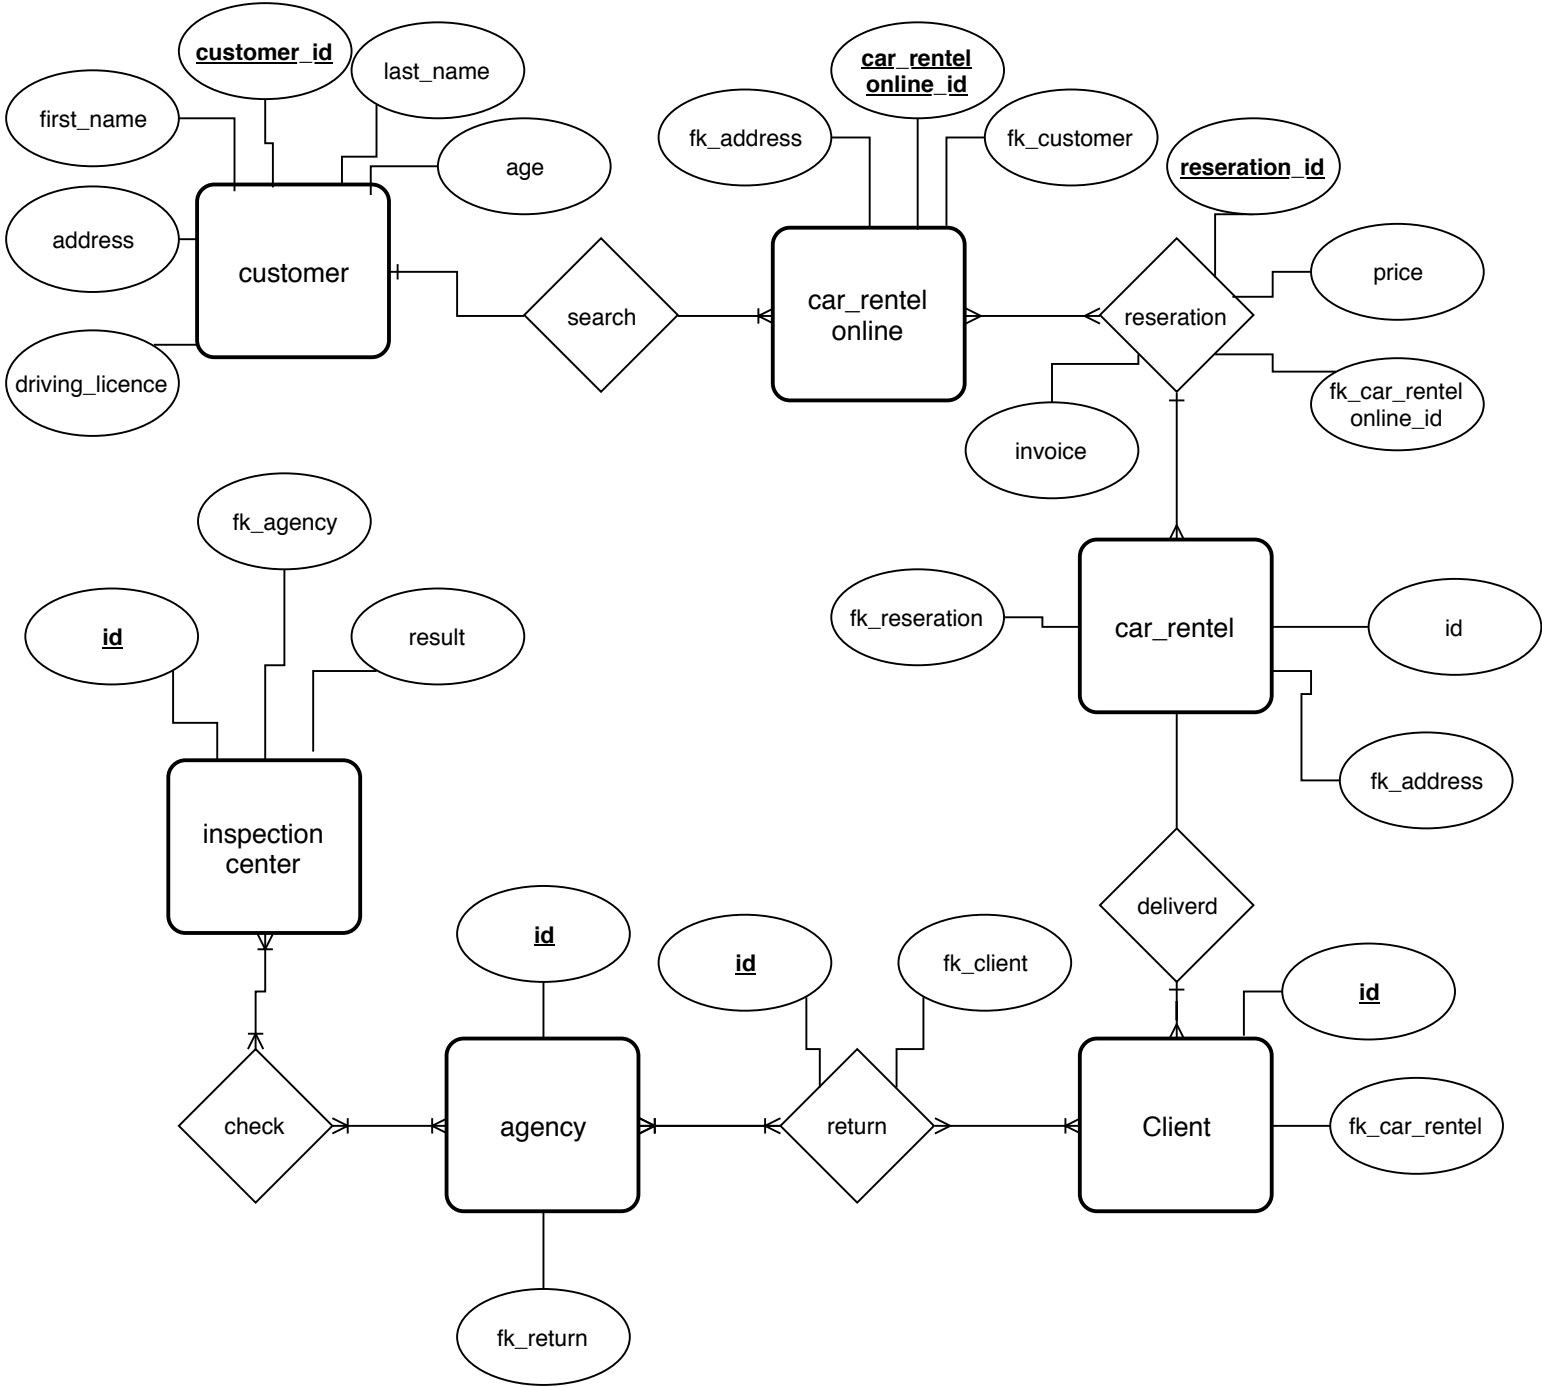 customer_id
last_name
first_name
age
address
customer
driving_licence
car_rentel
online_id
fk_address
fk_customer
reseration_id
search
car_rentel
online
reseration
price
invoice
fk_car_rentel
online_id
fk_agency
id
result
fk_reseration
car_rentel
id
fk_address
inspection
center
deliverd
id
id
fk_client
id
check
agency
return
Client
fk_car_rentel
fk_return